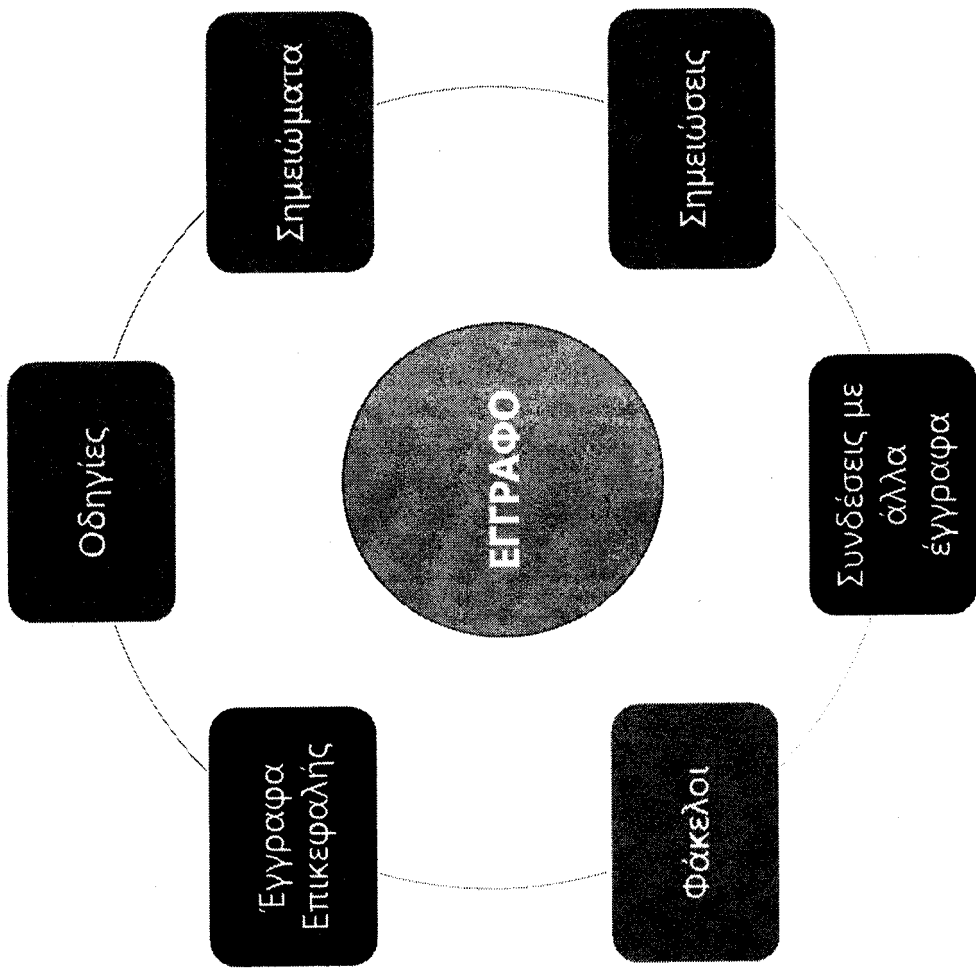 Οδηγίες
Έγγραφα
Επικεφαλής
Σημειώματα
ΕΓΓΡΑΦΟ
Φάκελοι
Σημειώσεις
Συνδέσεις με
άλλα
έγγραφα